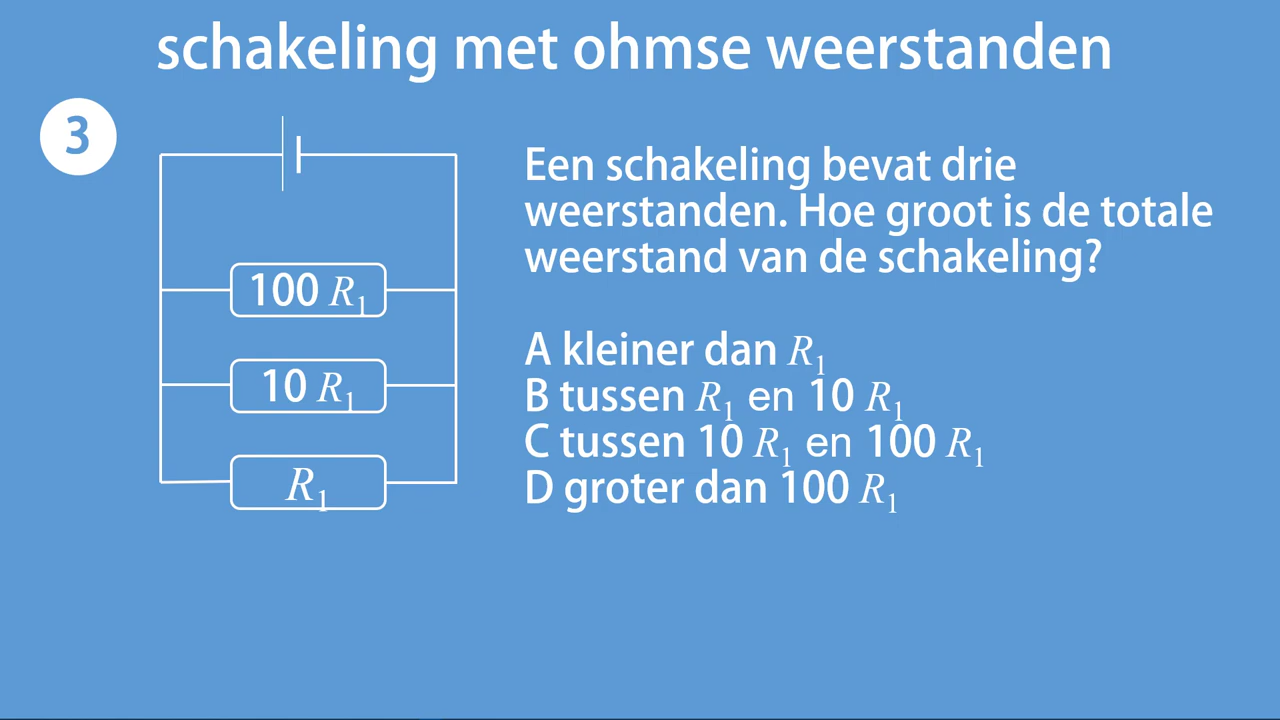 schakeling met ohmse weerstanden
3
100 R₁
10 R₁
R₁
Een schakeling bevat drie
weerstanden. Hoe groot is de totale
weerstand van de schakeling?
A kleiner dan R₁
B tussen R₁ en 10 R₁
C tussen 10 R₁ en 100 R₁
D groter dan 100 R₁